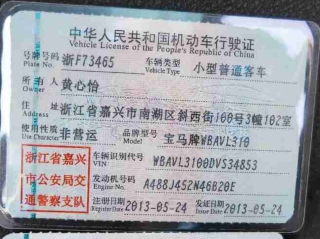 中华人民共和国机动车行驶证
Vehicle License of the People's Republic of China
号牌号码 浙F73465 车辆类型 小型普通客车
Plate No. Vehicle Type
所有人 黄心怡
Owner
住址 浙江省嘉兴市南湖区斜西街100号3幢102室
Address
使用性质 非营运 品牌型号 宝马牌WBAVL310
浙江省嘉兴市公安局交通警察支队
车辆识别代号 WBAVL3100DVS34853
VIN
发动机号码 A488J452N46B20E
Engine No.
注册日期 2013-05-24 发证日期 2013-05-24
Register Date Issue Date